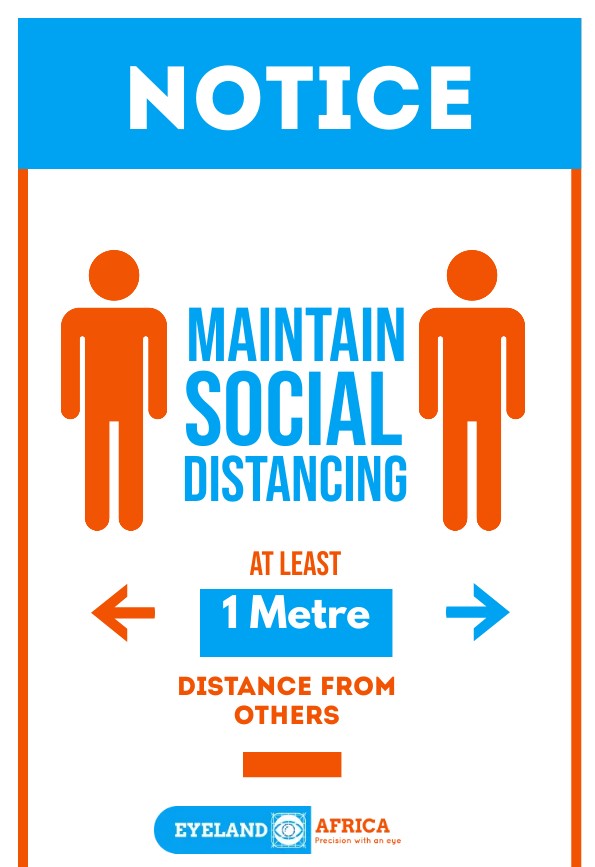 NOTICE
MAINTAIN
SOCIAL
DISTANCING
AT LEAST
1 Metre
DISTANCE FROM
OTHERS
EYELAND AFRICA
Precision with an eye